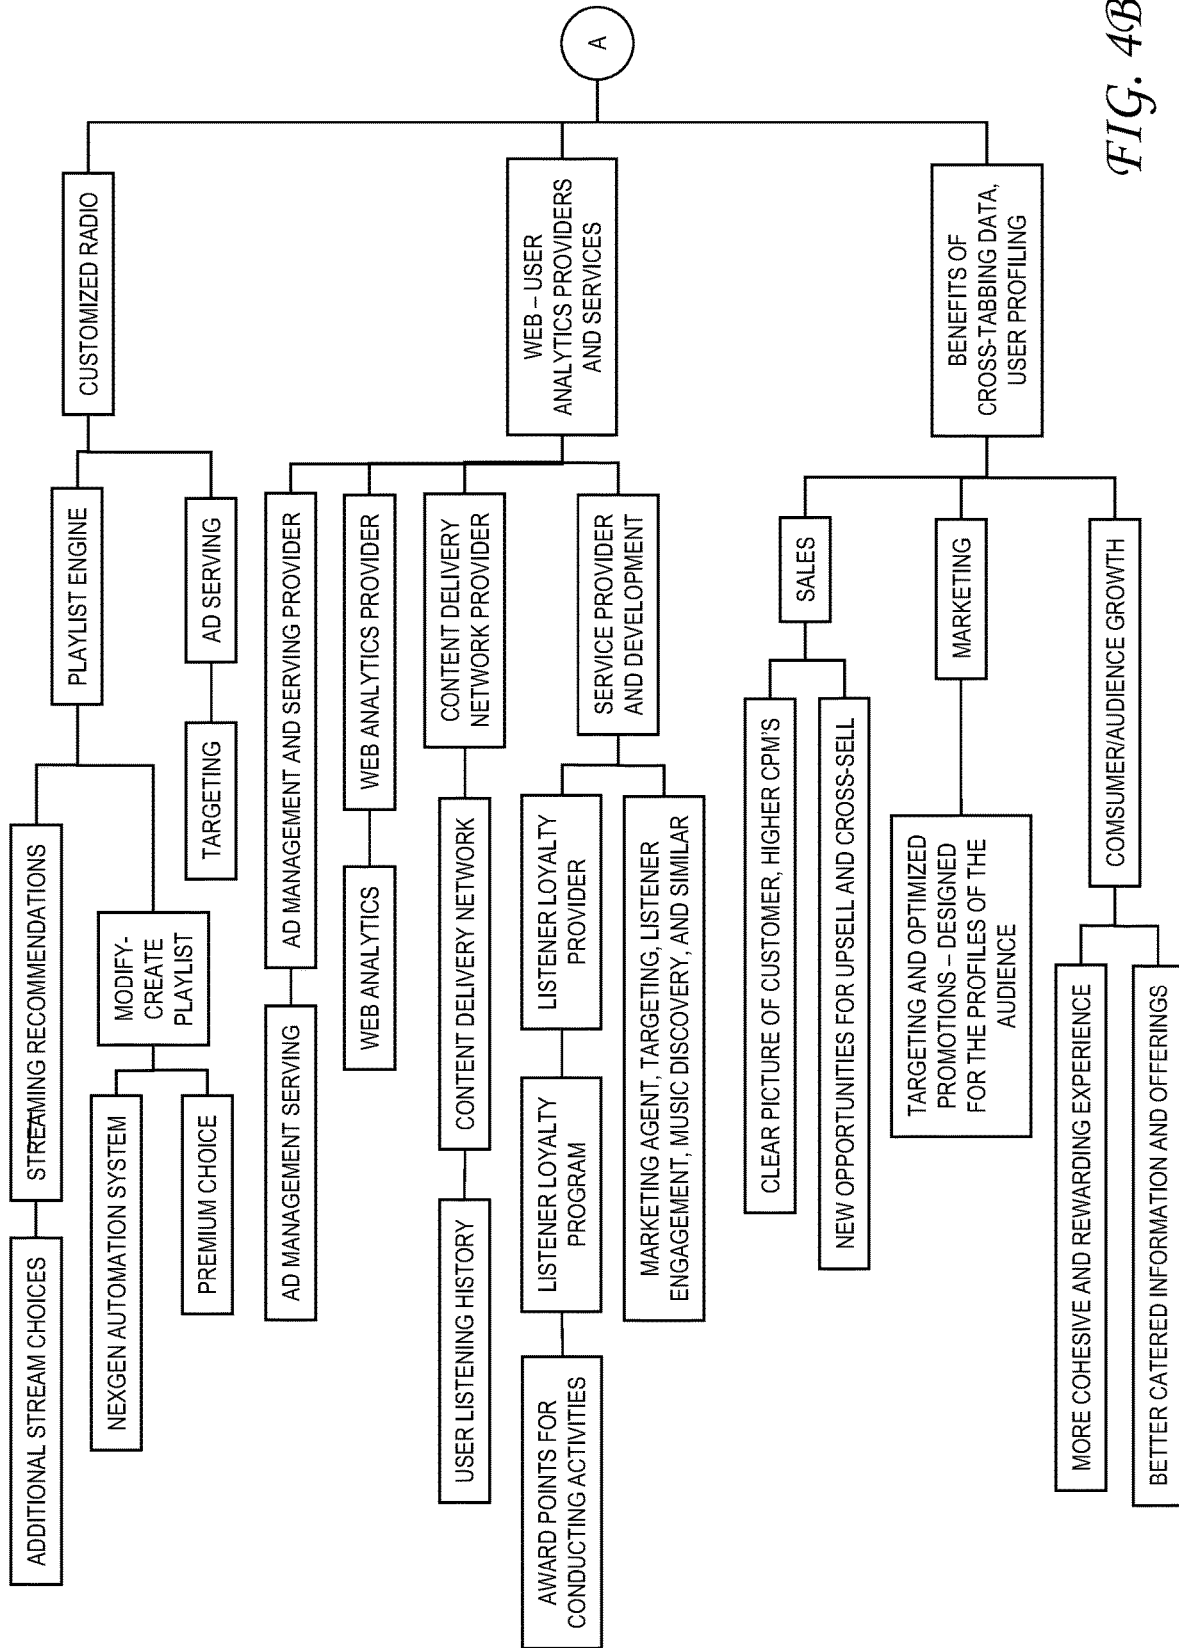 A
CUSTOMIZED RADIO
PLAYLIST ENGINE
STREAMING RECOMMENDATIONS
ADDITIONAL STREAM CHOICES
MODIFY-
CREATE
PLAYLIST
NEXGEN AUTOMATION SYSTEM
PREMIUM CHOICE
AD SERVING
TARGETING
WEB – USER
ANALYTICS PROVIDERS
AND SERVICES
AD MANAGEMENT AND SERVING PROVIDER
AD MANAGEMENT SERVING
WEB ANALYTICS PROVIDER
WEB ANALYTICS
CONTENT DELIVERY
NETWORK PROVIDER
CONTENT DELIVERY NETWORK
USER LISTENING HISTORY
SERVICE PROVIDER
AND DEVELOPMENT
LISTENER LOYALTY
PROVIDER
LISTENER LOYALTY
PROGRAM
AWARD POINTS FOR
CONDUCTING ACTIVITIES
MARKETING AGENT, TARGETING, LISTENER
ENGAGEMENT, MUSIC DISCOVERY, AND SIMILAR
BENEFITS OF
CROSS-TABBING DATA,
USER PROFILING
SALES
CLEAR PICTURE OF CUSTOMER, HIGHER CPM'S
NEW OPPORTUNITIES FOR UPSELL AND CROSS-SELL
MARKETING
TARGETING AND OPTIMIZED
PROMOTIONS – DESIGNED
FOR THE PROFILES OF THE
AUDIENCE
COMSUMER/AUDIENCE GROWTH
MORE COHESIVE AND REWARDING EXPERIENCE
BETTER CATERED INFORMATION AND OFFERINGS
FIG. 4B